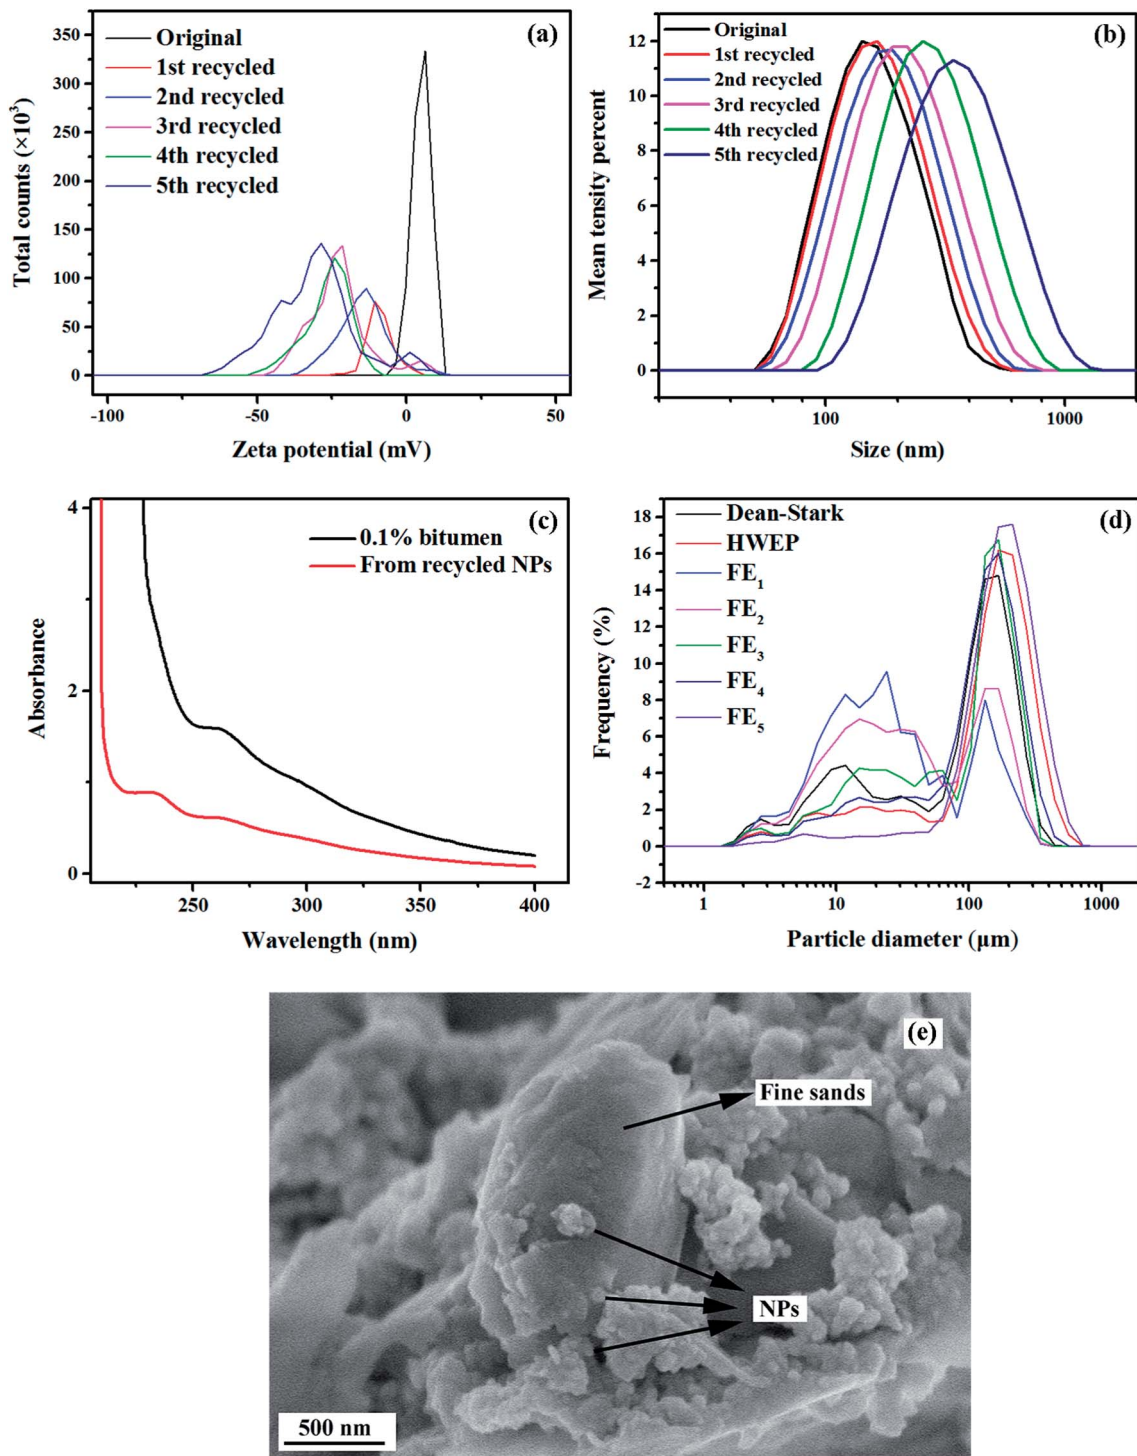 (a)
Original
1st recycled
2nd recycled
3rd recycled
4th recycled
5th recycled
350
300
250
200
150
100
50
0
Total counts (×10³)
-100
-50
0
50
Zeta potential (mV)
(b)
Original
1st recycled
2nd recycled
3rd recycled
4th recycled
5th recycled
12
10
8
6
4
2
0
Mean tensity percent
100
1000
Size (nm)
(c)
0.1% bitumen
From recycled NPs
4
2
0
Absorbance
250
300
350
400
Wavelength (nm)
(d)
Dean-Stark
HWEP
FE₁
FE₂
FE₃
FE₄
FE₅
18
16
14
12
10
8
6
4
2
0
-2
Frequency (%)
1
10
100
1000
Particle diameter (μm)
(e)
Fine sands
NPs
500 nm